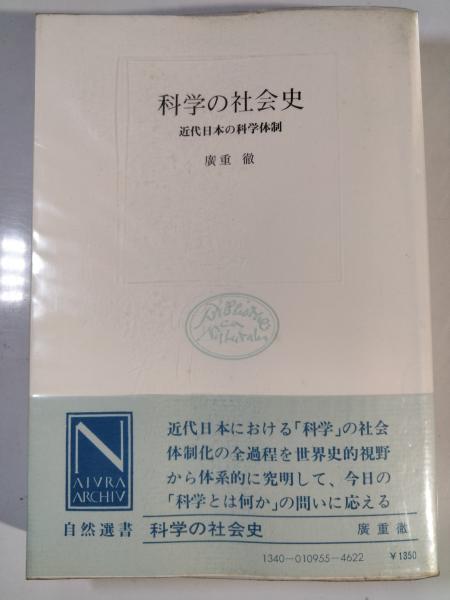 科学の社会史
近代日本の科学体制
廣重 徹
Bibliotheca
Naturalis
N
ATVRA
ARCHIV
近代日本における「科学」の社会
体制化の全過程を世界史的視野
から体系的に究明して、今日の
「科学とは何か」の問いに応える
自然選書 科学の社会史 廣重 徹
1340-010955-4622 ￥1350